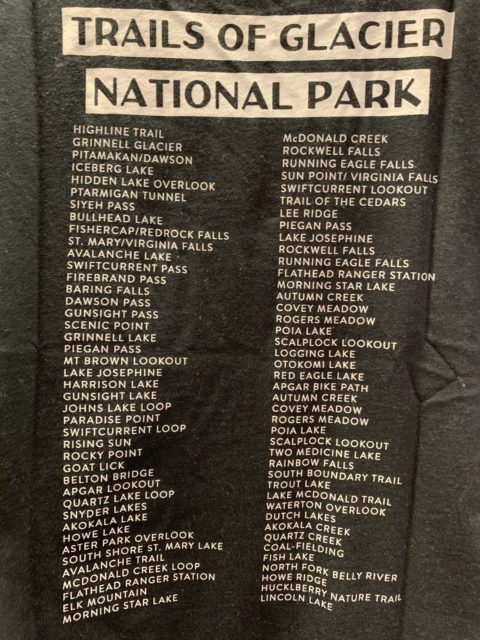 TRAILS OF GLACIER
NATIONAL PARK
HIGHLINE TRAIL
GRINNELL GLACIER
PITAMAKAN/DAWSON
ICEBERG LAKE
HIDDEN LAKE OVERLOOK
PTARMIGAN TUNNEL
SIYEH PASS
BULLHEAD LAKE
FISHERCAP/REDROCK FALLS
ST. MARY/VIRGINIA FALLS
AVALANCHE LAKE
SWIFTCURRENT PASS
FIREBRAND PASS
BARING FALLS
DAWSON PASS
GUNSIGHT PASS
SCENIC POINT
GRINNELL LAKE
PIEGAN PASS
MT BROWN LOOKOUT
LAKE JOSEPHINE
HARRISON LAKE
GUNSIGHT LAKE
JOHNS LAKE LOOP
PARADISE POINT
SWIFTCURRENT LOOP
RISING SUN
ROCKY POINT
GOAT LICK
BELTON BRIDGE
APGAR LOOKOUT
QUARTZ LAKE LOOP
SNYDER LAKES
AKOKALA LAKE
HOWE LAKE
ASTER PARK OVERLOOK
SOUTH SHORE ST. MARY LAKE
AVALANCHE TRAIL
MCDONALD CREEK LOOP
FLATHEAD RANGER STATION
ELK MOUNTAIN
MORNING STAR LAKE
McDONALD CREEK
ROCKWELL FALLS
RUNNING EAGLE FALLS
SUN POINT/ VIRGINIA FALLS
SWIFTCURRENT LOOKOUT
TRAIL OF THE CEDARS
LEE RIDGE
PIEGAN PASS
LAKE JOSEPHINE
ROCKWELL FALLS
RUNNING EAGLE FALLS
FLATHEAD RANGER STATION
MORNING STAR LAKE
AUTUMN CREEK
COVEY MEADOW
ROGERS MEADOW
POIA LAKE
SCALPLOCK LOOKOUT
LOGGING LAKE
OTOKOMI LAKE
RED EAGLE LAKE
APGAR BIKE PATH
AUTUMN CREEK
COVEY MEADOW
ROGERS MEADOW
POIA LAKE
SCALPLOCK LOOKOUT
TWO MEDICINE LAKE
RAINBOW FALLS
SOUTH BOUNDARY TRAIL
TROUT LAKE
LAKE MCDONALD TRAIL
WATERTON OVERLOOK
DUTCH LAKES
AKOKALA CREEK
QUARTZ CREEK
COAL-FIELDING
FISH LAKE
NORTH FORK BELLY RIVER
HOWE RIDGE
HUCKLBERRY NATURE TRAIL
LINCOLN LAKE